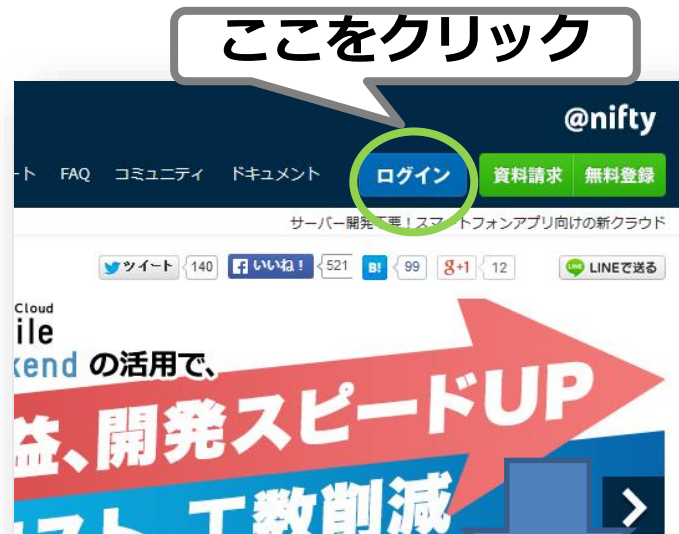 ここをクリック
@nifty
ート FAQ コミュニティ ドキュメント ログイン 資料請求 無料登録
サーバー開発不要！スマートフォンアプリ向けの新クラウド
ツイート 140 いいね！ 521 B! 99 g+1 12 LINEで送る
Cloud
ile
kend の活用で、
益、開発スピードUP
スト、工数削減